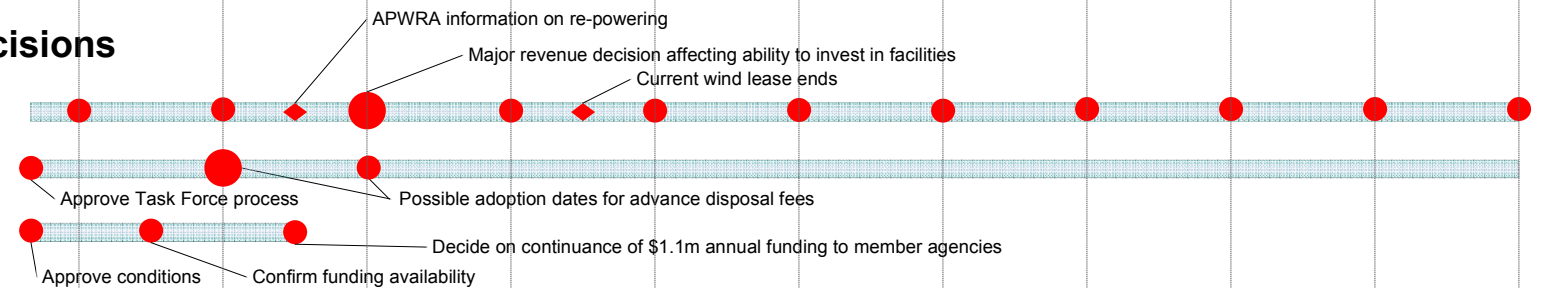 APWRA information on re-powering
cisions
Major revenue decision affecting ability to invest in facilities
Current wind lease ends
Approve Task Force process
Possible adoption dates for advance disposal fees
Decide on continuance of $1.1m annual funding to member agencies
Approve conditions
Confirm funding availability